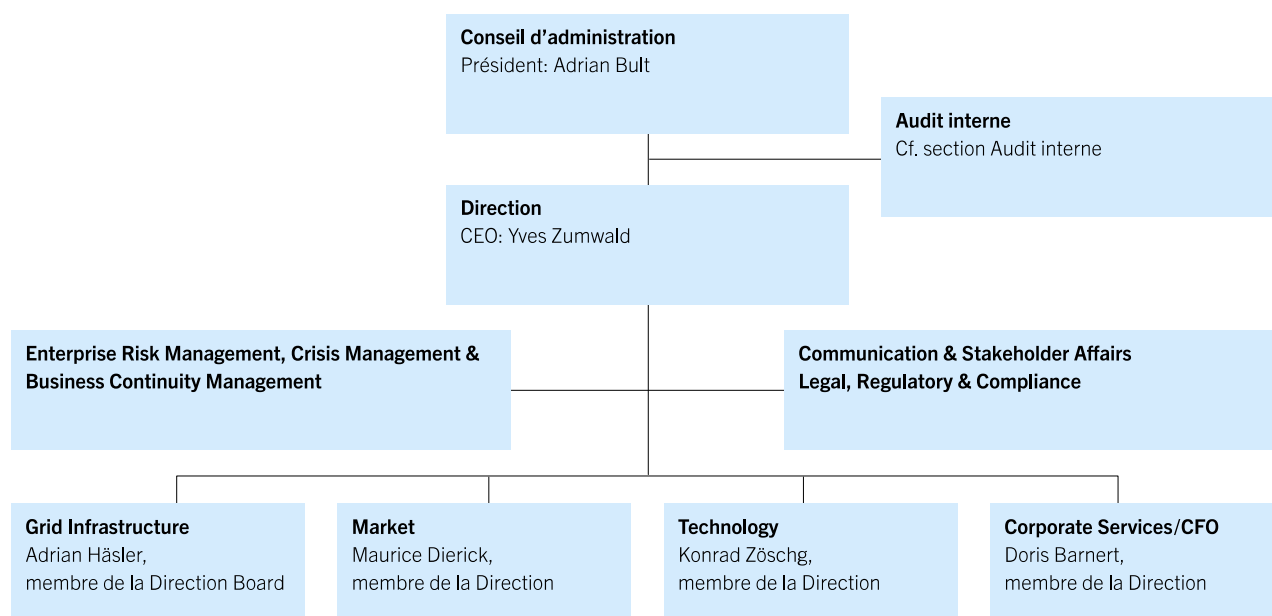 Conseil d'administration
Président: Adrian Bult
Audit interne
Cf. section Audit interne
Direction
CEO: Yves Zumwald
Enterprise Risk Management, Crisis Management &
Business Continuity Management
Communication & Stakeholder Affairs
Legal, Regulatory & Compliance
Grid Infrastructure
Adrian Häsler,
membre de la Direction Board
Market
Maurice Dierick,
membre de la Direction
Technology
Konrad Zöschg,
membre de la Direction
Corporate Services/CFO
Doris Barnert,
membre de la Direction